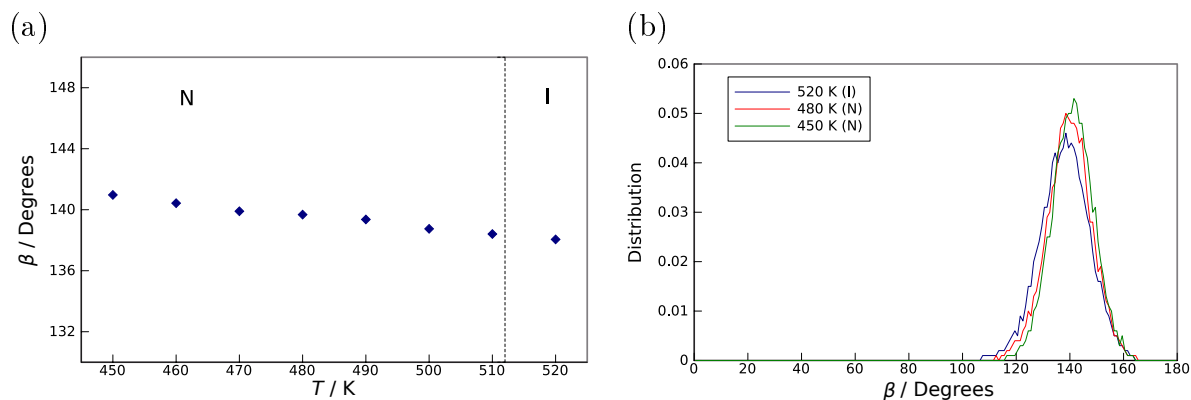 (a)
148
144
140
136
132
β / Degrees
N
I
450 460 470 480 490 500 510 520
T / K
(b)
0.06
0.05
0.04
0.03
0.02
0.01
0
Distribution
520 K (I)
480 K (N)
450 K (N)
0 20 40 60 80 100 120 140 160 180
β / Degrees